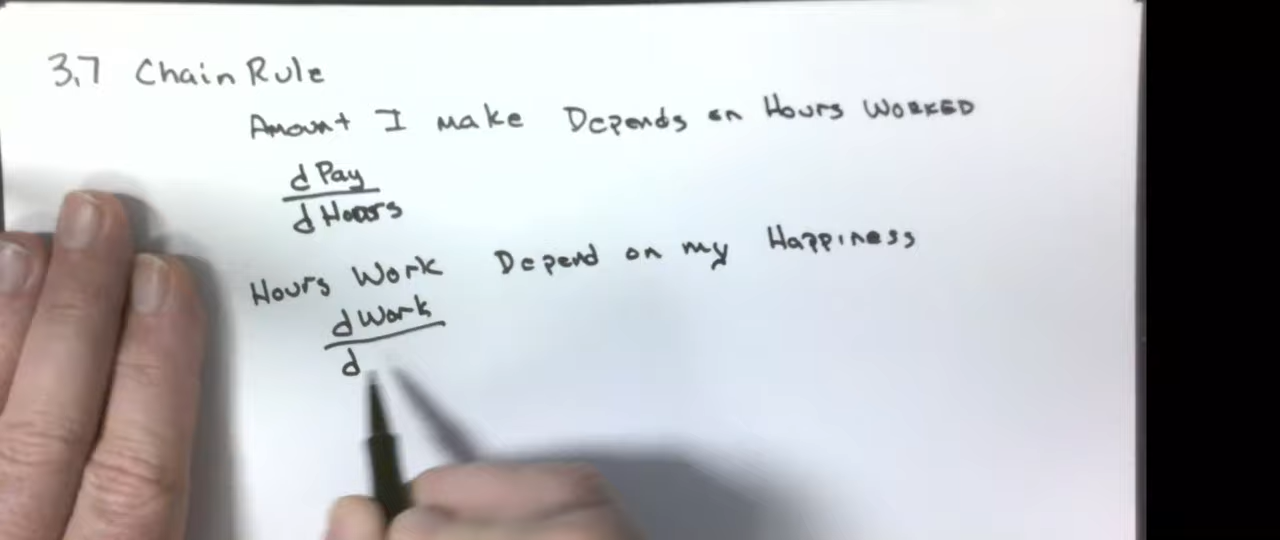 3.7 Chain Rule
Amount I make Depends on Hours WORKED
d Pay
d Hours
Hours Work Depend on my Happiness
d Work
d